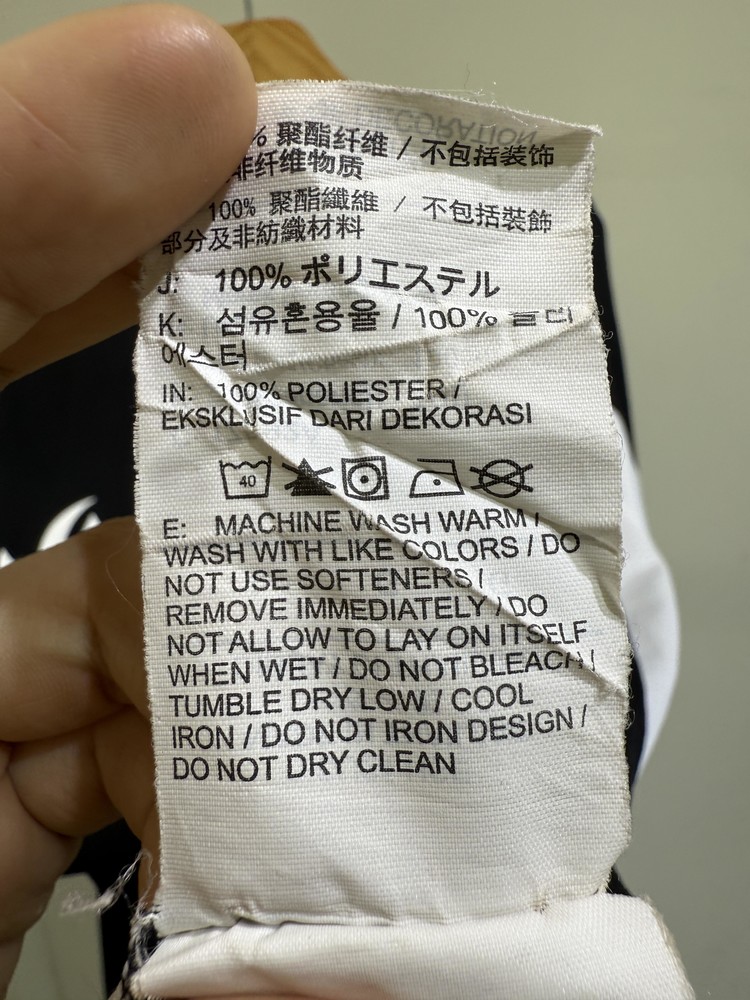 % 聚酯纤维 / 不包括装饰
非纤维物质
100% 聚酯纖維 / 不包括裝飾
部分及非紡織材料
J: 100% ポリエステル
K: 섬유혼용율 / 100% 폴리
에스터
IN: 100% POLIESTER /
EKSKLUSIF DARI DEKORASI
40
E: MACHINE WASH WARM /
WASH WITH LIKE COLORS / DO
NOT USE SOFTENERS /
REMOVE IMMEDIATELY / DO
NOT ALLOW TO LAY ON ITSELF
WHEN WET / DO NOT BLEACH /
TUMBLE DRY LOW / COOL
IRON / DO NOT IRON DESIGN /
DO NOT DRY CLEAN